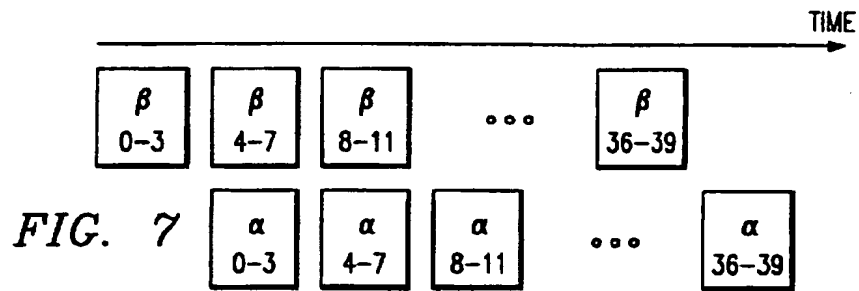 TIME
β β β ∘∘∘ β
0-3 4-7 8-11 36-39
FIG. 7
α α α ∘∘∘ α
0-3 4-7 8-11 36-39